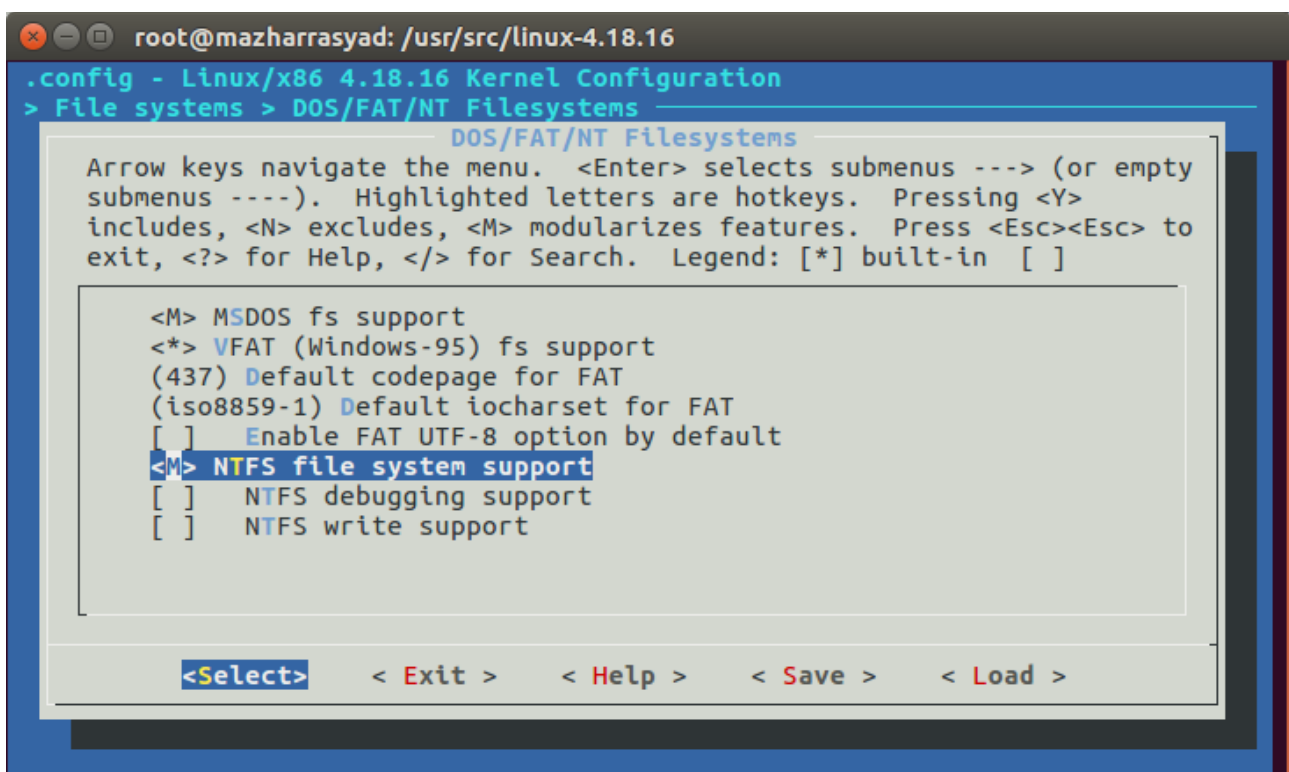 root@mazharrasyad: /usr/src/linux-4.18.16
.config - Linux/x86 4.18.16 Kernel Configuration
> File systems > DOS/FAT/NT Filesystems
DOS/FAT/NT Filesystems
Arrow keys navigate the menu.  <Enter> selects submenus ---> (or empty
submenus ----).  Highlighted letters are hotkeys.  Pressing <Y>
includes, <N> excludes, <M> modularizes features.  Press <Esc><Esc> to
exit, <?> for Help, </> for Search.  Legend: [*] built-in  [ ]
<M> MSDOS fs support
<*> VFAT (Windows-95) fs support
(437) Default codepage for FAT
(iso8859-1) Default iocharset for FAT
[ ]   Enable FAT UTF-8 option by default
<M> NTFS file system support
[ ]   NTFS debugging support
[ ]   NTFS write support
<Select>    < Exit >    < Help >    < Save >    < Load >